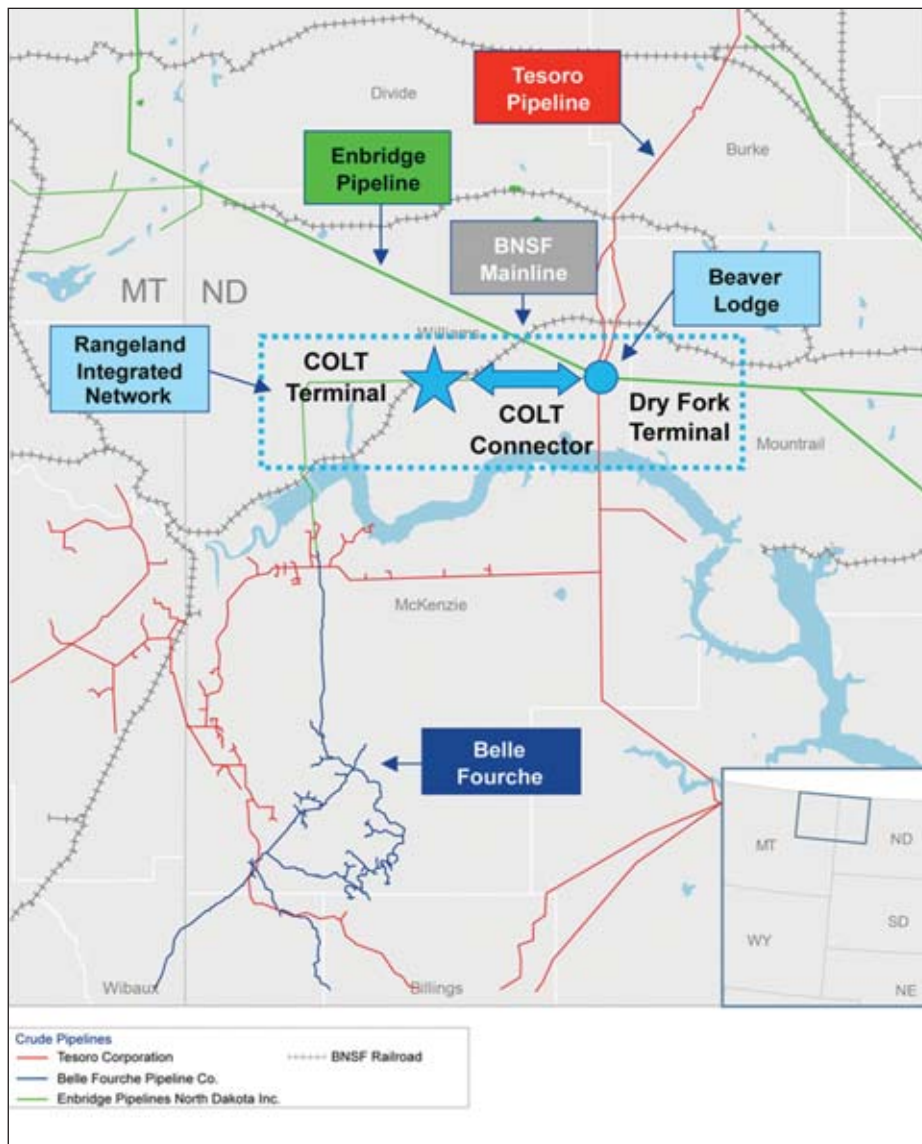 Divide
Tesoro
Pipeline
Burke
Enbridge
Pipeline
BNSF
Mainline
Beaver
Lodge
MT
ND
Williams
Rangeland
Integrated
Network
COLT
Terminal
COLT
Connector
Dry Fork
Terminal
Mountrail
McKenzie
Belle
Fourche
MT
ND
SD
WY
NE
Wibaux
Billings
Crude Pipelines
Tesoro Corporation
BNSF Railroad
Belle Fourche Pipeline Co.
Enbridge Pipelines North Dakota Inc.